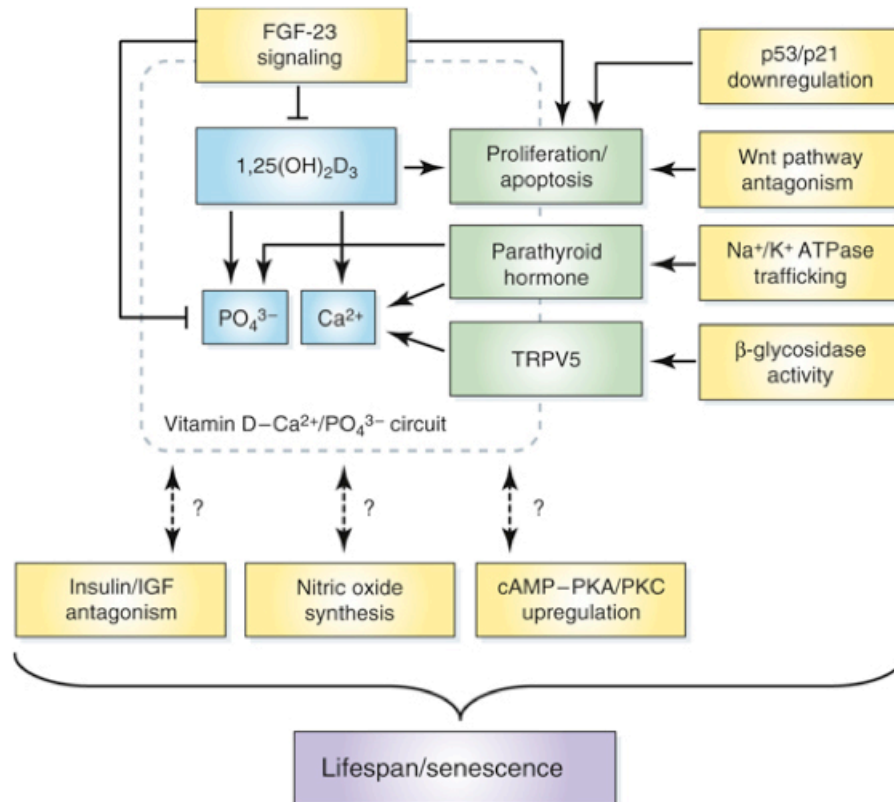 FGF-23
signaling
p53/p21
downregulation
1,25(OH)₂D₃
Proliferation/
apoptosis
Wnt pathway
antagonism
Parathyroid
hormone
Na⁺/K⁺ ATPase
trafficking
PO₄³⁻
Ca²⁺
TRPV5
β-glycosidase
activity
Vitamin D–Ca²⁺/PO₄³⁻ circuit
?
?
?
Insulin/IGF
antagonism
Nitric oxide
synthesis
cAMP–PKA/PKC
upregulation
Lifespan/senescence